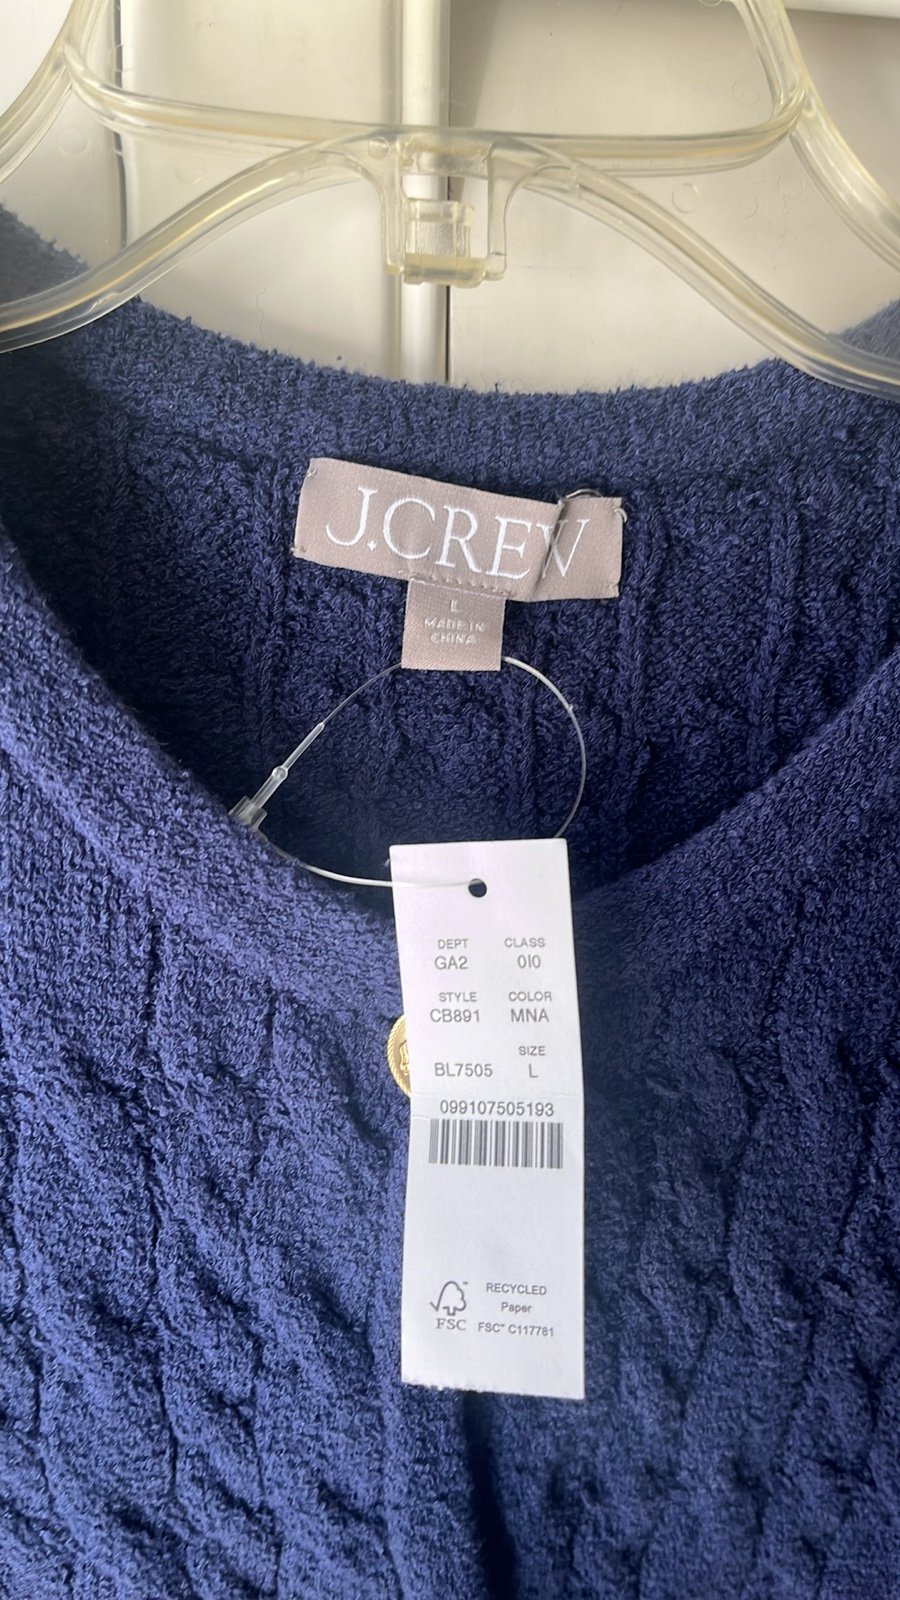 J.CREW
L
MADE IN
CHINA
DEPT CLASS
GA2 010
STYLE COLOR
CB891 MNA
SIZE
BL7505 L
099107505193
FSC
RECYCLED
Paper
FSC™ C117781